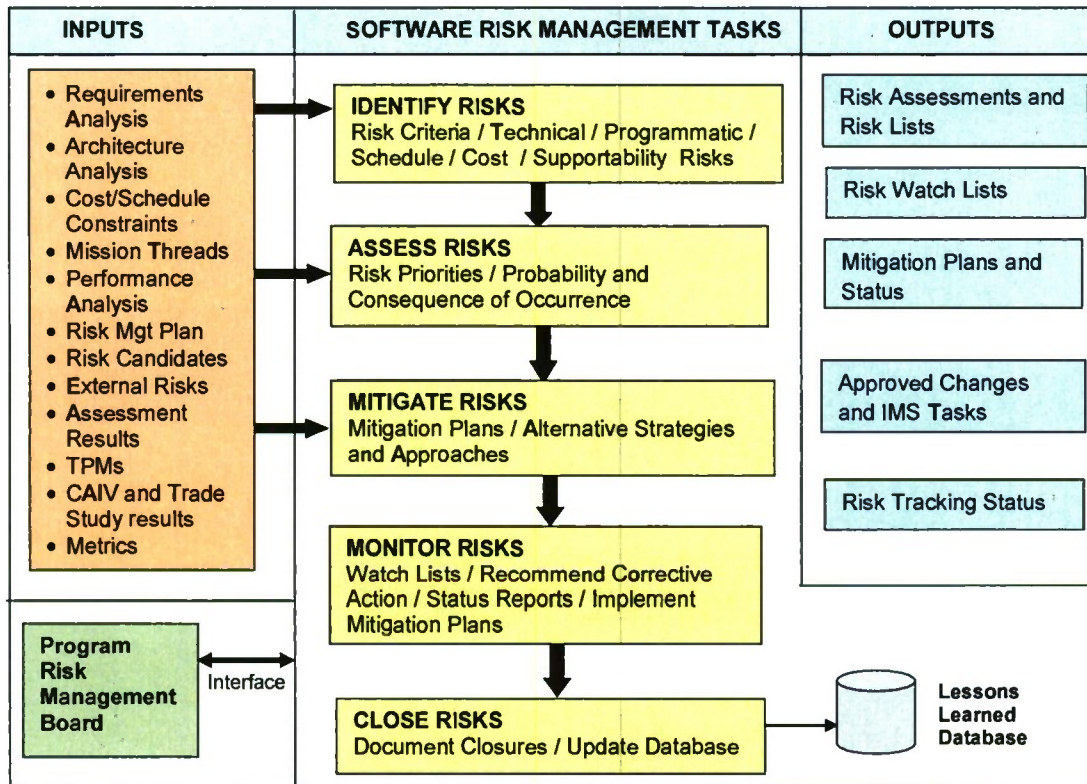 INPUTS
SOFTWARE RISK MANAGEMENT TASKS
OUTPUTS
• Requirements
Analysis
• Architecture
Analysis
• Cost/Schedule
Constraints
• Mission Threads
• Performance
Analysis
• Risk Mgt Plan
• Risk Candidates
• External Risks
• Assessment
Results
• TPMs
• CAIV and Trade
Study results
• Metrics
Program
Risk
Management
Board
Interface
IDENTIFY RISKS
Risk Criteria / Technical / Programmatic /
Schedule / Cost / Supportability Risks
ASSESS RISKS
Risk Priorities / Probability and
Consequence of Occurrence
MITIGATE RISKS
Mitigation Plans / Alternative Strategies
and Approaches
MONITOR RISKS
Watch Lists / Recommend Corrective
Action / Status Reports / Implement
Mitigation Plans
CLOSE RISKS
Document Closures / Update Database
Risk Assessments and
Risk Lists
Risk Watch Lists
Mitigation Plans and
Status
Approved Changes
and IMS Tasks
Risk Tracking Status
Lessons
Learned
Database